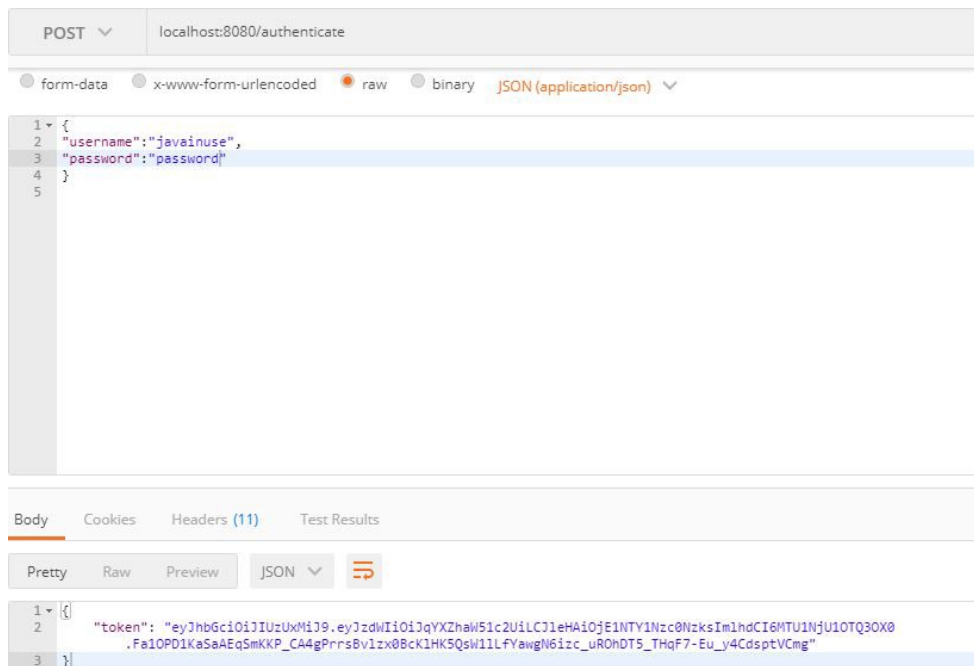 POST localhost:8080/authenticate
form-data x-www-form-urlencoded raw binary JSON (application/json)
1 {
2 "username":"javainuse",
3 "password":"password"
4 }
5
Body Cookies Headers (11) Test Results
Pretty Raw Preview JSON
1 {
2 "token": "eyJhbGciOiJIUzUxMiJ9.eyJzdWIiOiJqYXZhaW51c2UiLCJleHAiOjE1NTY1Nzc0NzksImlhdCI6MTU1NjU1OTQ3OX0
.Fa1OPD1KaSaAEqSmKKP_CA4gPrrsBvlzx0BcKlHK5QsW1lLfYawgN6izc_uROhDT5_THqF7-Eu_y4CdsptVCmg"
3 }